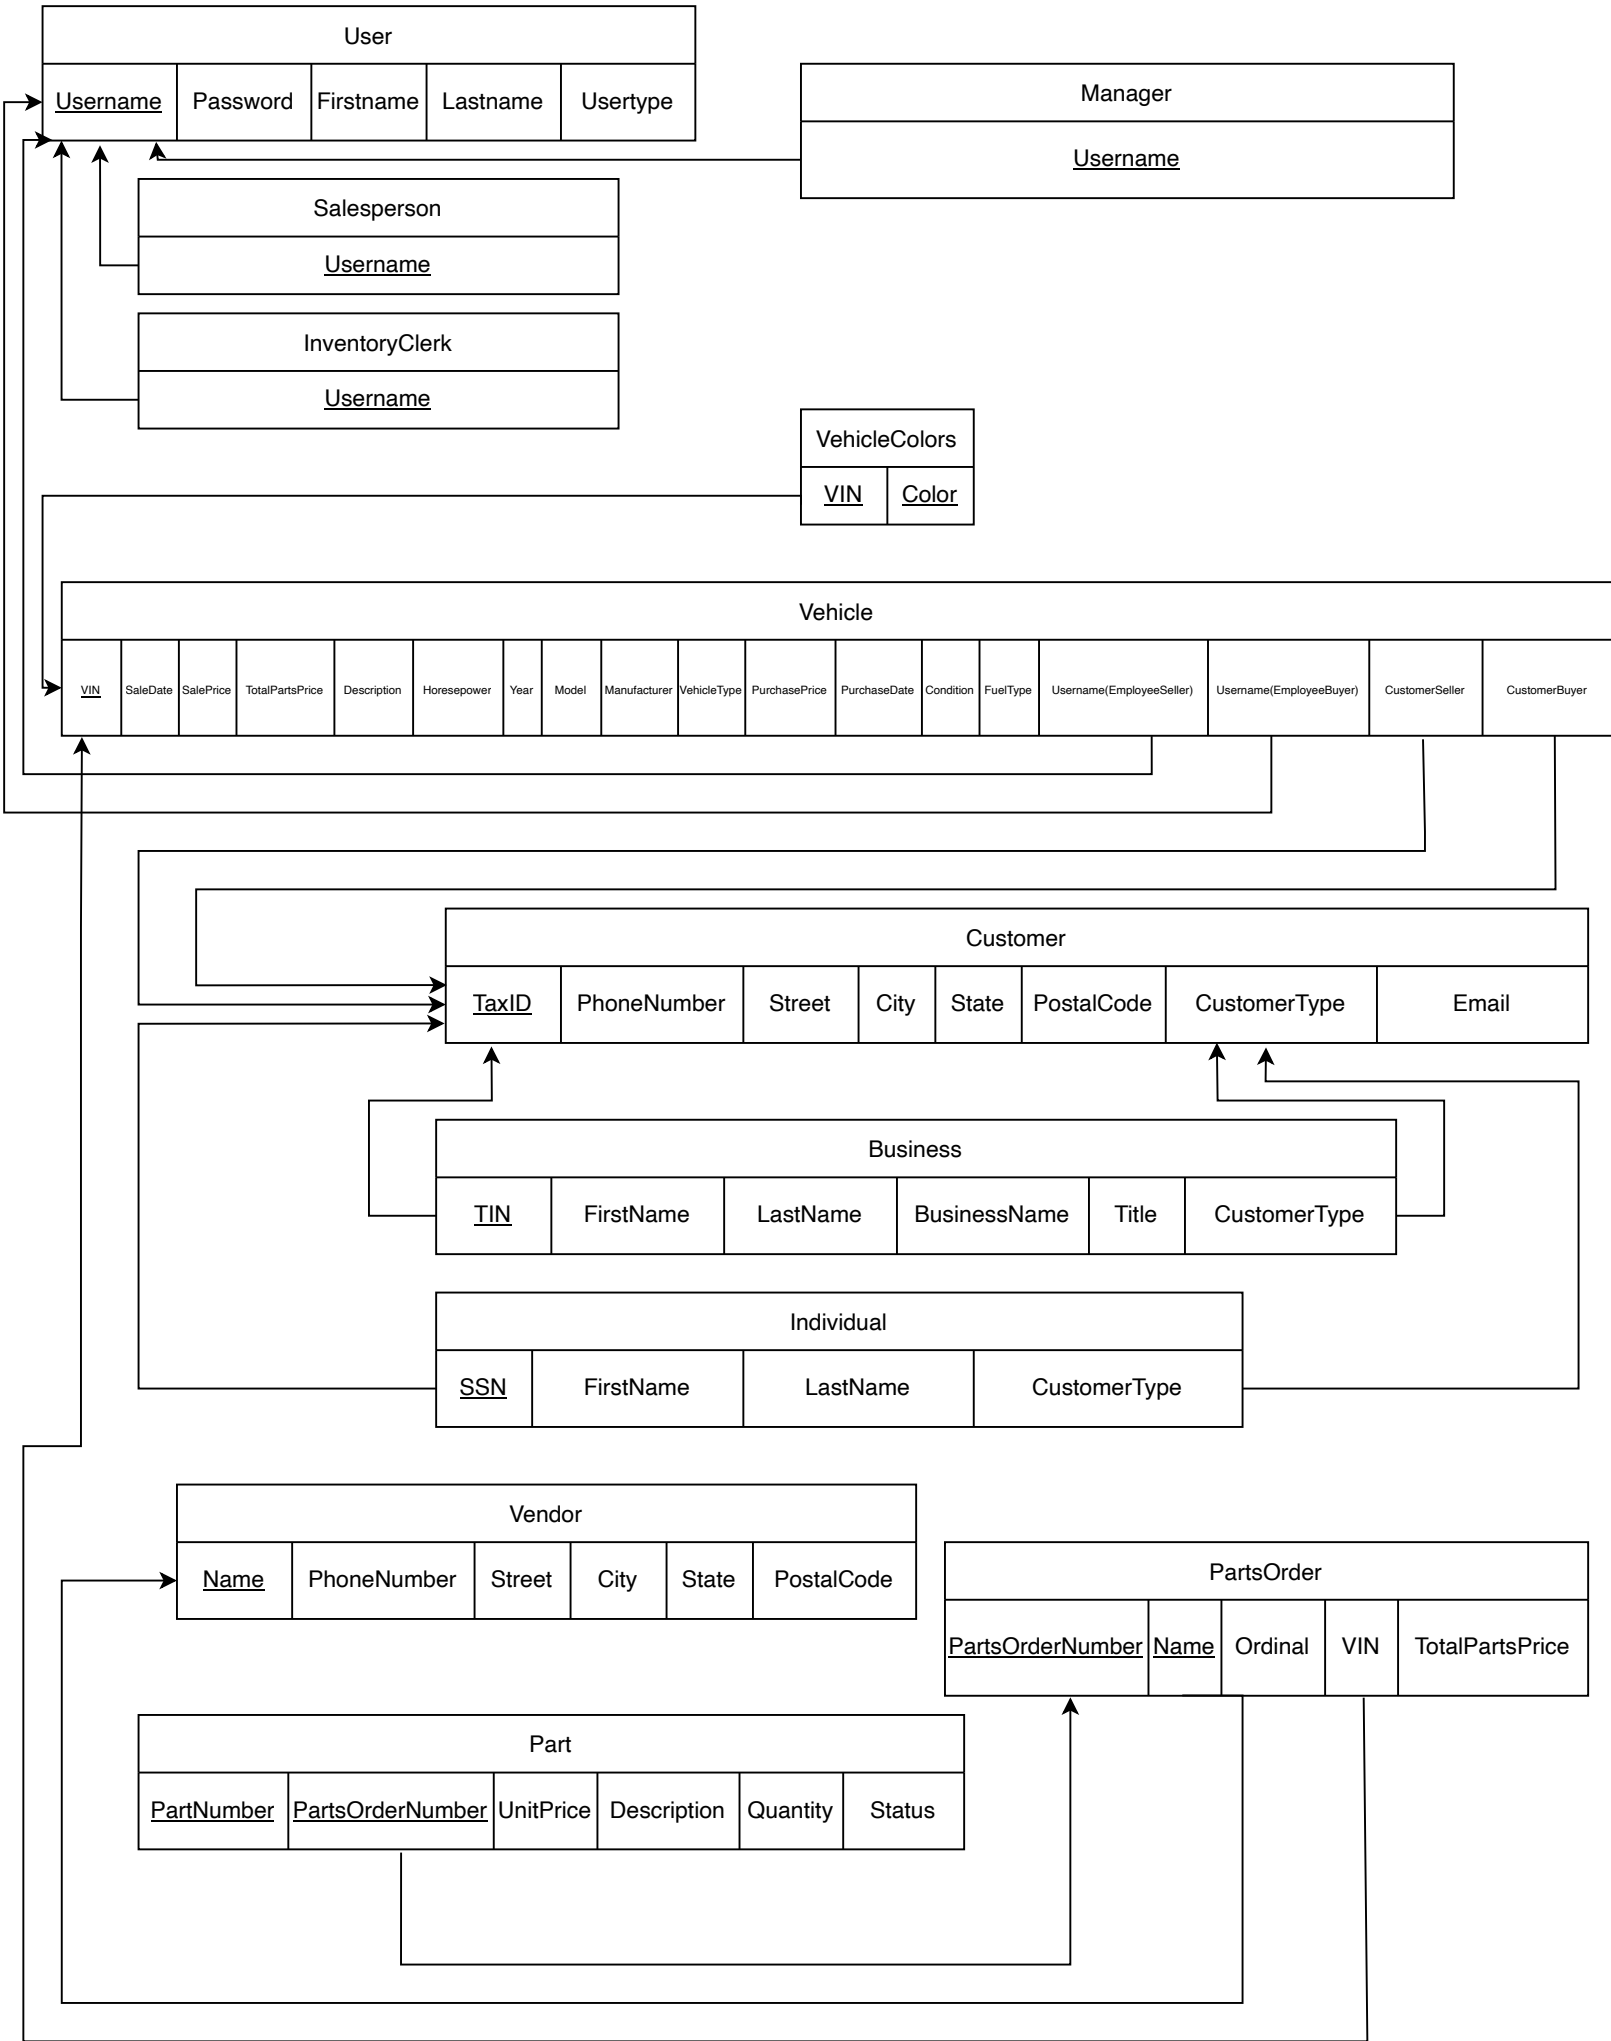 User
Username Password Firstname Lastname Usertype
Manager
Username
Salesperson
Username
InventoryClerk
Username
VehicleColors
VIN Color
Vehicle
VIN SaleDate SalePrice TotalPartsPrice Description Horesepower Year Model Manufacturer VehicleType PurchasePrice PurchaseDate Condition FuelType Username(EmployeeSeller) Username(EmployeeBuyer) CustomerSeller CustomerBuyer
Customer
TaxID PhoneNumber Street City State PostalCode CustomerType Email
Business
TIN FirstName LastName BusinessName Title CustomerType
Individual
SSN FirstName LastName CustomerType
Vendor
Name PhoneNumber Street City State PostalCode
PartsOrder
PartsOrderNumber Name Ordinal VIN TotalPartsPrice
Part
PartNumber PartsOrderNumber UnitPrice Description Quantity Status